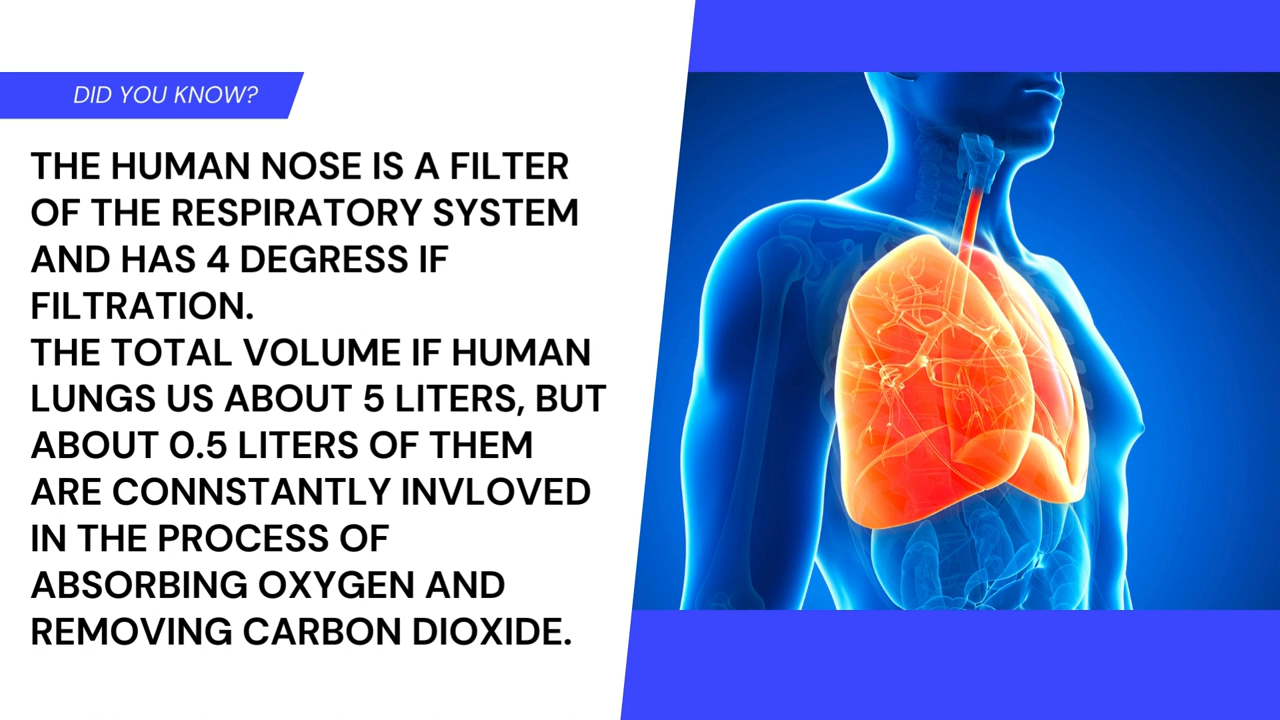 DID YOU KNOW?
THE HUMAN NOSE IS A FILTER
OF THE RESPIRATORY SYSTEM
AND HAS 4 DEGRESS IF
FILTRATION.
THE TOTAL VOLUME IF HUMAN
LUNGS US ABOUT 5 LITERS, BUT
ABOUT 0.5 LITERS OF THEM
ARE CONNSTANTLY INVLOVED
IN THE PROCESS OF
ABSORBING OXYGEN AND
REMOVING CARBON DIOXIDE.